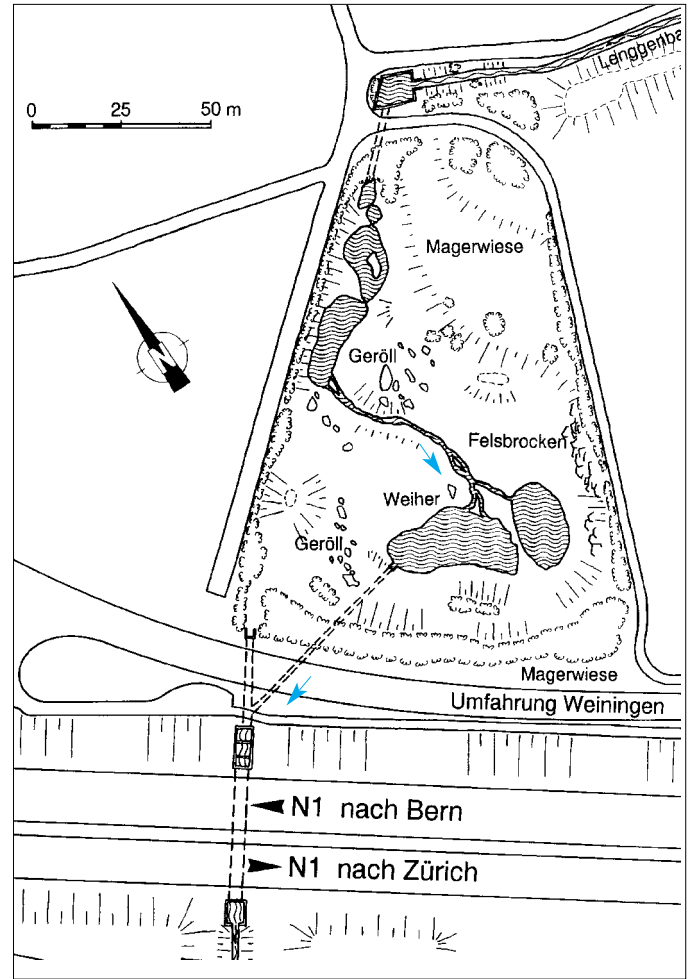 Lenggenba
0 25 50 m
Magerwiese
N
Geröll
Felsbrocken
Weiher
Geröll
Magerwiese
Umfahrung Weiningen
N1 nach Bern
N1 nach Zürich